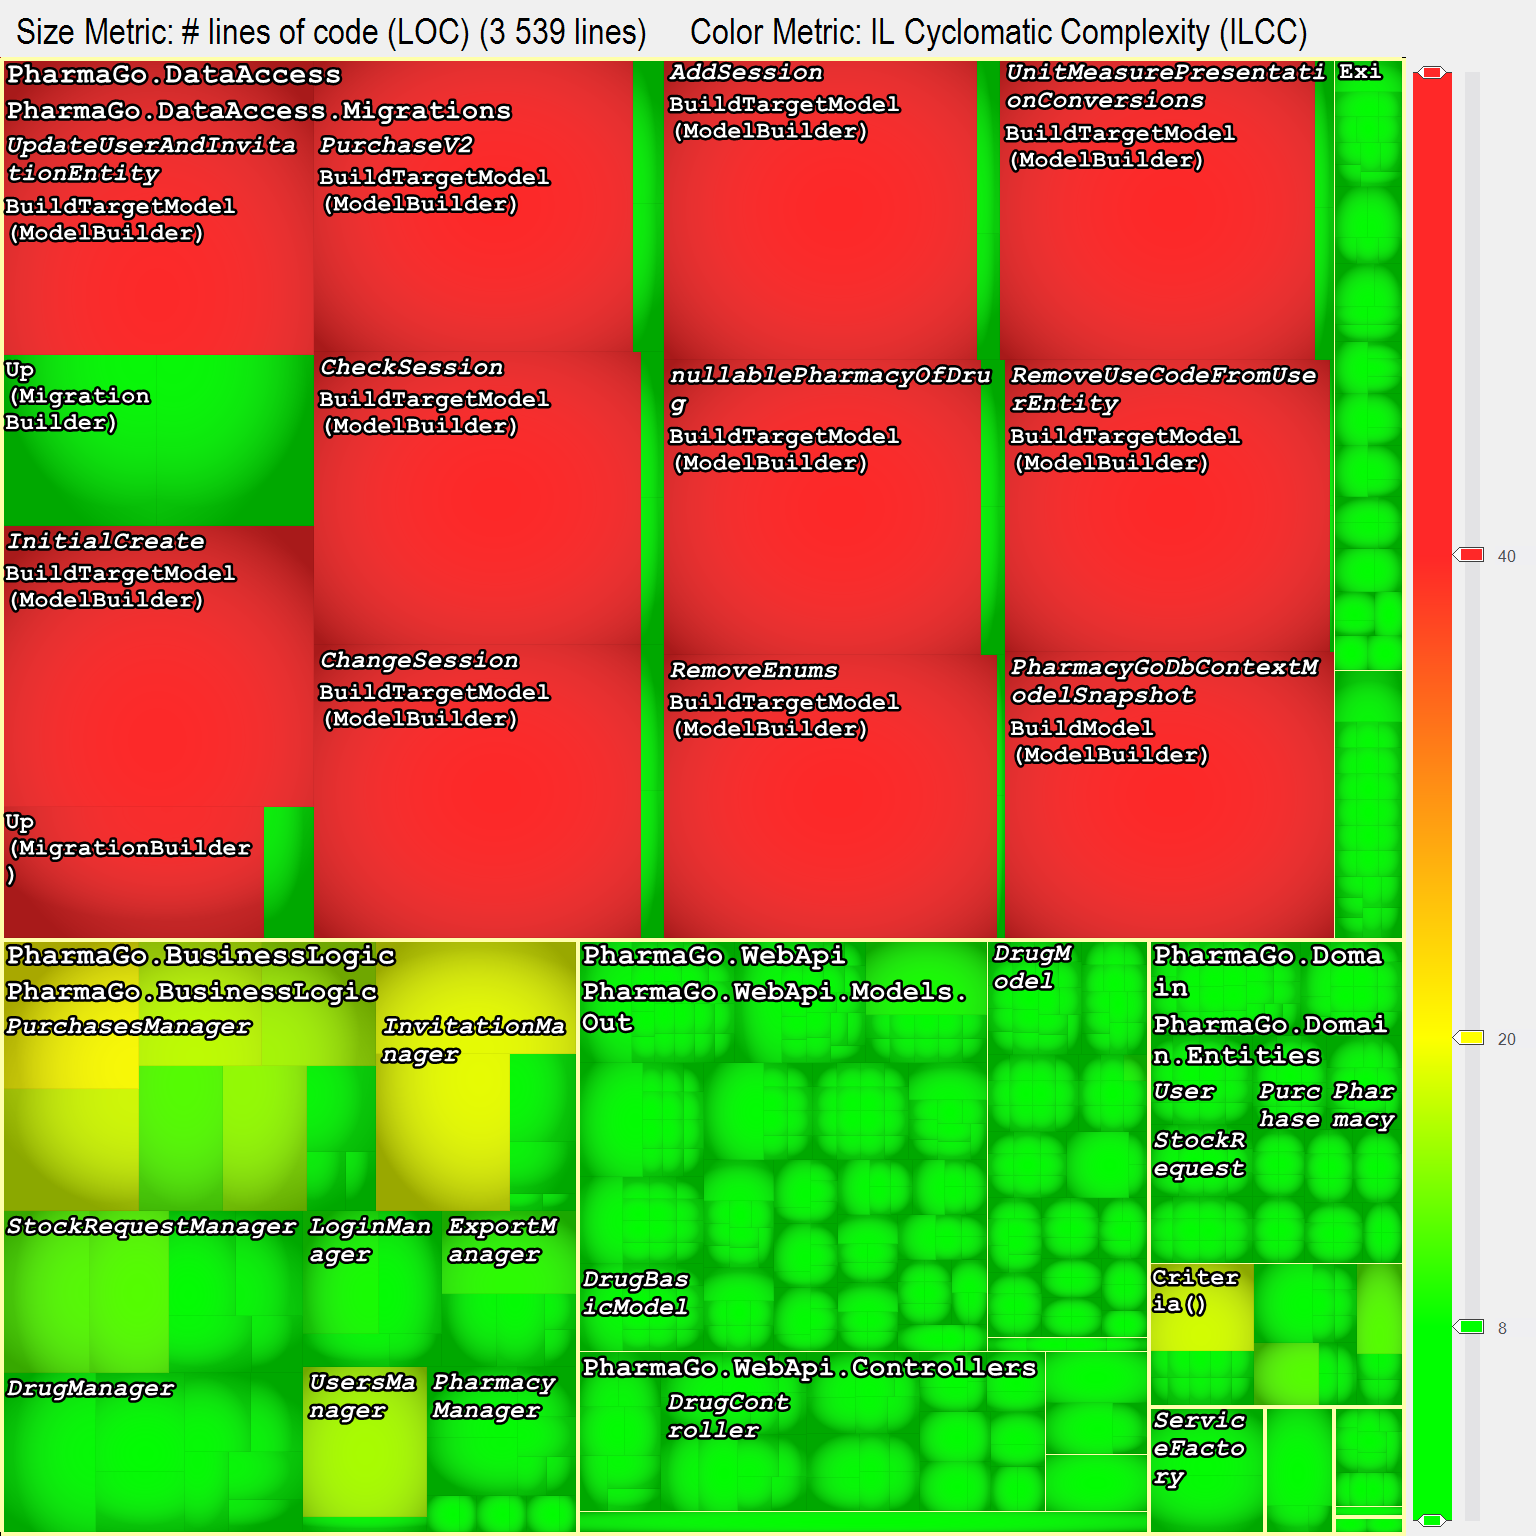 Size Metric: # lines of code (LOC) (3 539 lines)
Color Metric: IL Cyclomatic Complexity (ILCC)
PharmaGo.DataAccess
PharmaGo.DataAccess.Migrations
UpdateUserAndInvita
tionEntity
BuildTargetModel
(ModelBuilder)
PurchaseV2
BuildTargetModel
(ModelBuilder)
AddSession
BuildTargetModel
(ModelBuilder)
UnitMeasurePresentati
onConversions
BuildTargetModel
(ModelBuilder)
Exi
Up
(Migration
Builder)
CheckSession
BuildTargetModel
(ModelBuilder)
nullablePharmacyOfDru
g
BuildTargetModel
(ModelBuilder)
RemoveUseCodeFromUse
rEntity
BuildTargetModel
(ModelBuilder)
InitialCreate
BuildTargetModel
(ModelBuilder)
ChangeSession
BuildTargetModel
(ModelBuilder)
RemoveEnums
BuildTargetModel
(ModelBuilder)
PharmacyGoDbContextM
odelSnapshot
BuildModel
(ModelBuilder)
Up
(MigrationBuilder
)
PharmaGo.BusinessLogic
PharmaGo.BusinessLogic
PurchasesManager
InvitationMa
nager
StockRequestManager
LoginMan
ager
ExportM
anager
DrugManager
UsersMa
nager
Pharmacy
Manager
PharmaGo.WebApi
PharmaGo.WebApi.Models.
Out
DrugM
odel
DrugBas
icModel
PharmaGo.WebApi.Controllers
DrugCont
roller
PharmaGo.Doma
in
PharmaGo.Domai
n.Entities
User
Purc
hase
Phar
macy
StockR
equest
Criter
ia()
Servic
eFacto
ry
40
20
8